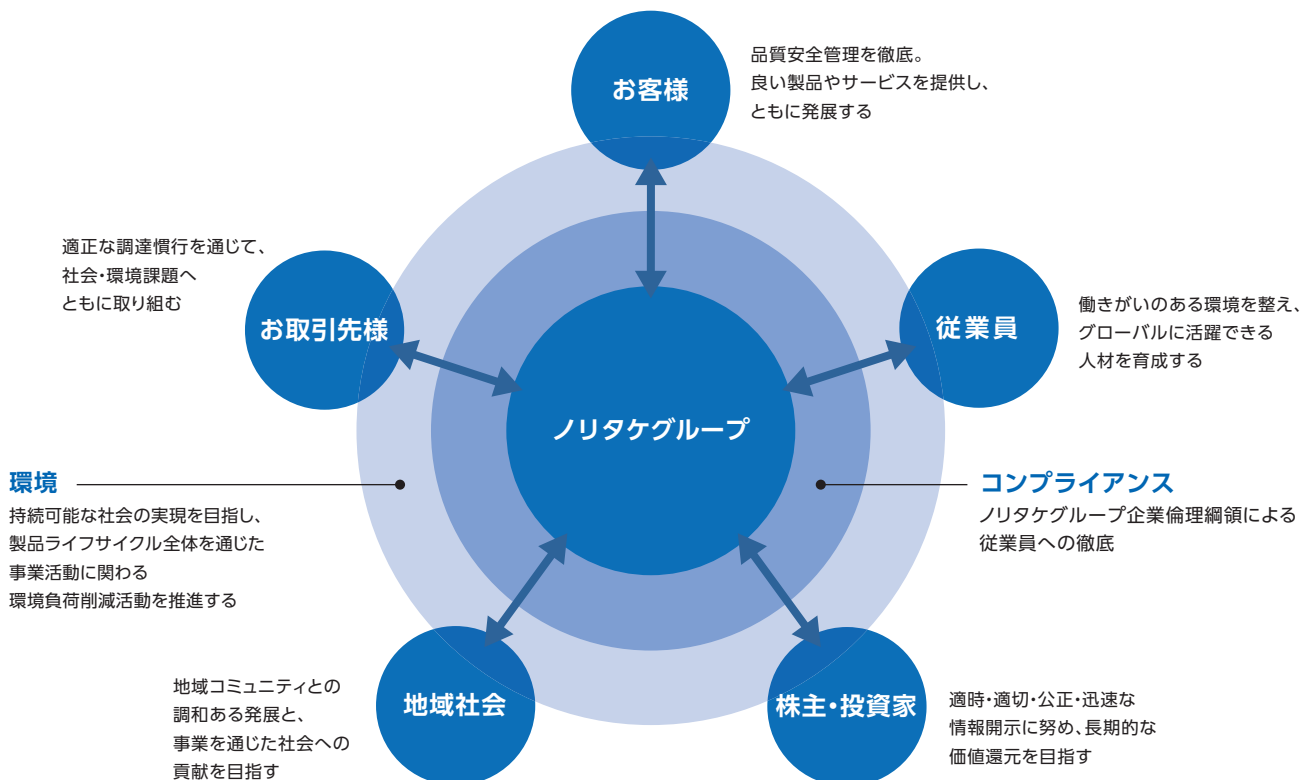 お客様
品質安全管理を徹底。
良い製品やサービスを提供し、
ともに発展する
適正な調達慣行を通じて、
社会・環境課題へ
ともに取り組む
お取引先様
従業員
働きがいのある環境を整え、
グローバルに活躍できる
人材を育成する
ノリタケグループ
環境
持続可能な社会の実現を目指し、
製品ライフサイクル全体を通じた
事業活動に関わる
環境負荷削減活動を推進する
コンプライアンス
ノリタケグループ企業倫理綱領による
従業員への徹底
地域コミュニティとの
調和ある発展と、
事業を通じた社会への
貢献を目指す
地域社会
株主・投資家
適時・適切・公正・迅速な
情報開示に努め、長期的な
価値還元を目指す